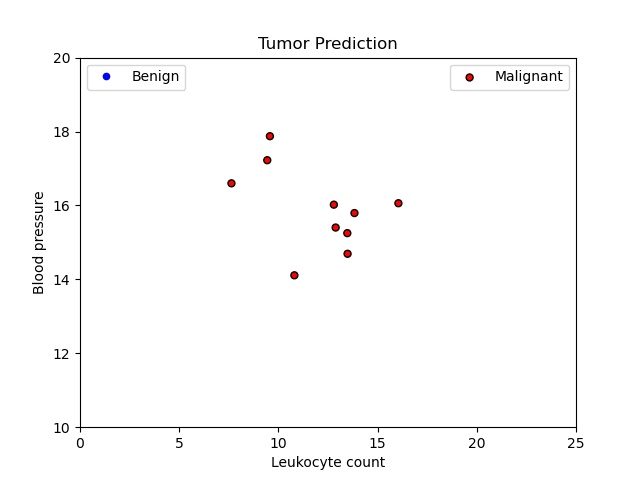 Tumor Prediction
Benign
Malignant
20
18
16
14
12
10
Blood pressure
0 5 10 15 20 25
Leukocyte count